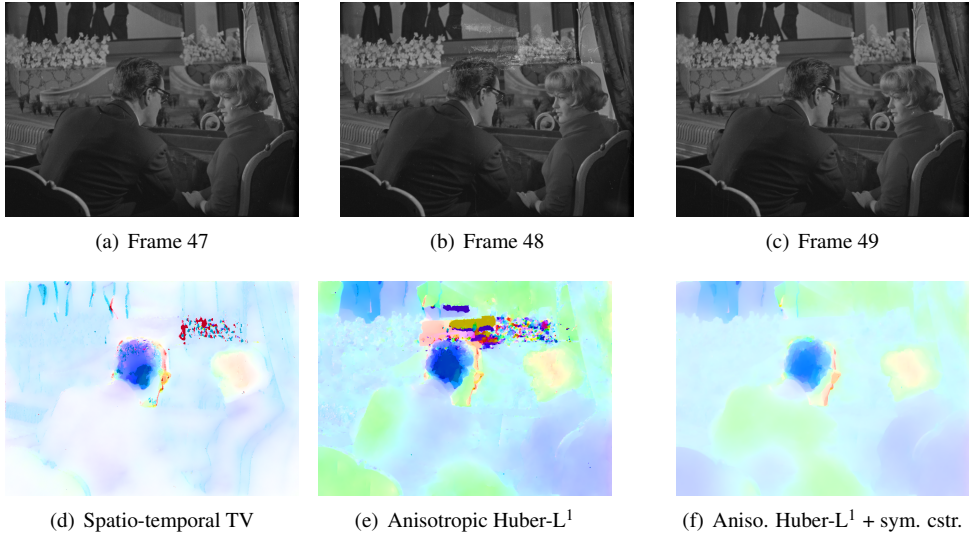 (a) Frame 47
(b) Frame 48
(c) Frame 49
(d) Spatio-temporal TV
(e) Anisotropic Huber-L¹
(f) Aniso. Huber-L¹ + sym. cstr.